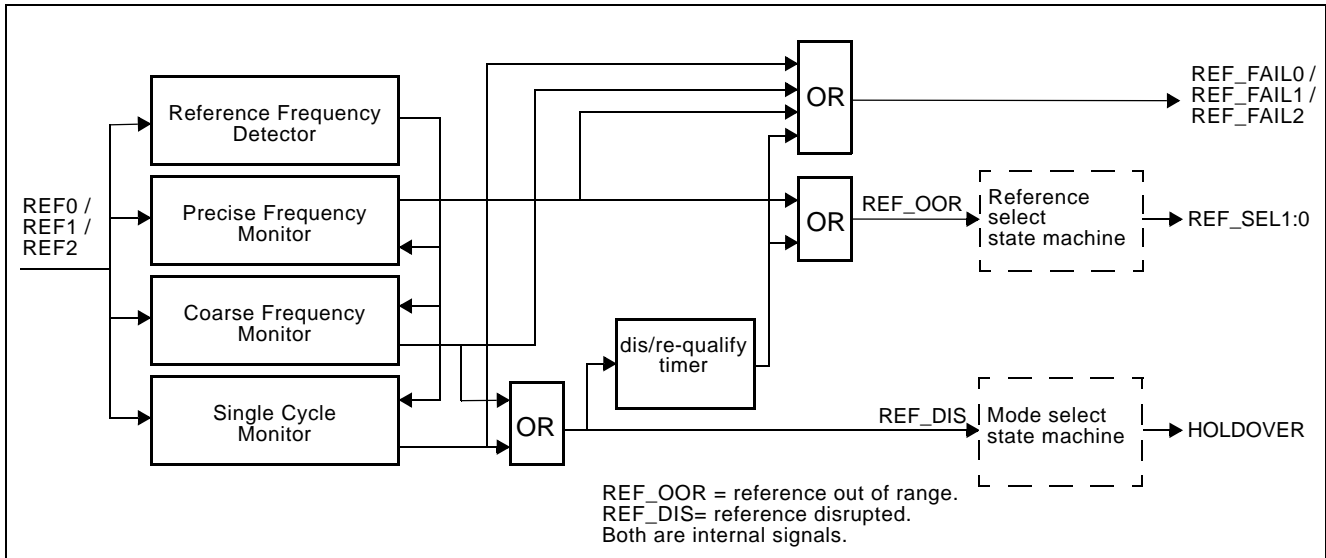 REF0 /
REF1 /
REF2
Reference Frequency
Detector
Precise Frequency
Monitor
Coarse Frequency
Monitor
Single Cycle
Monitor
OR
dis/re-qualify
timer
OR
OR
REF_FAIL0 /
REF_FAIL1 /
REF_FAIL2
REF_OOR
Reference
select
state machine
REF_SEL1:0
REF_DIS
Mode select
state machine
HOLDOVER
REF_OOR = reference out of range.
REF_DIS= reference disrupted.
Both are internal signals.